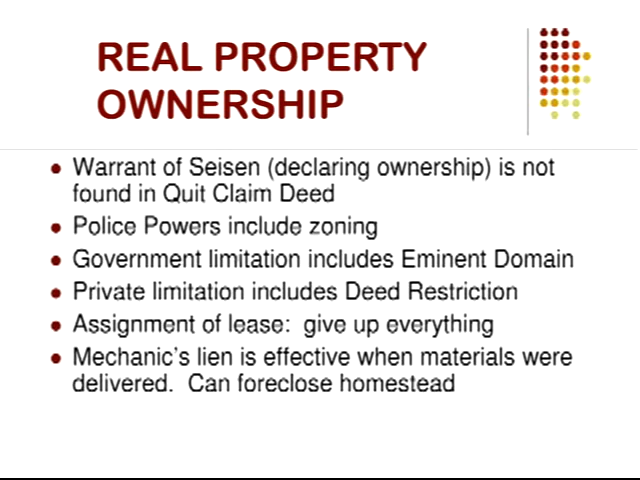 REAL PROPERTY
OWNERSHIP
Warrant of Seisen (declaring ownership) is not
found in Quit Claim Deed
Police Powers include zoning
Government limitation includes Eminent Domain
Private limitation includes Deed Restriction
Assignment of lease: give up everything
Mechanic's lien is effective when materials were
delivered. Can foreclose homestead